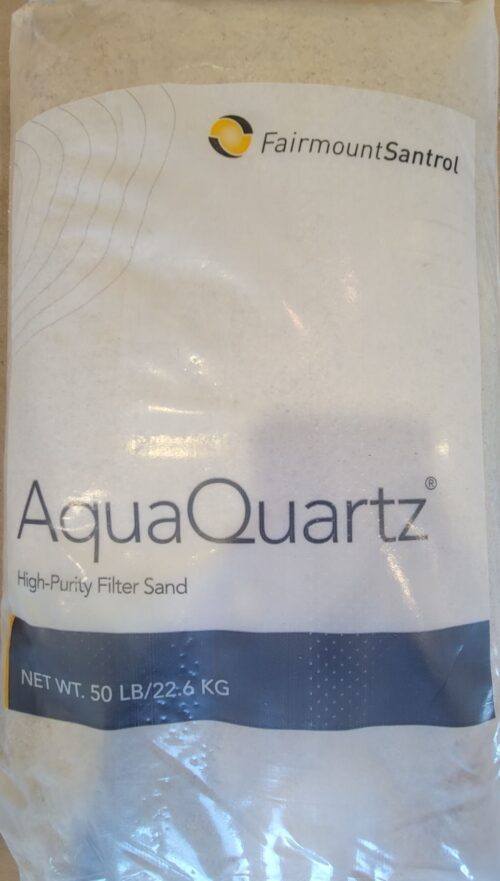 FairmountSantrol
AquaQuartz®
High-Purity Filter Sand
NET WT. 50 LB/22.6 KG